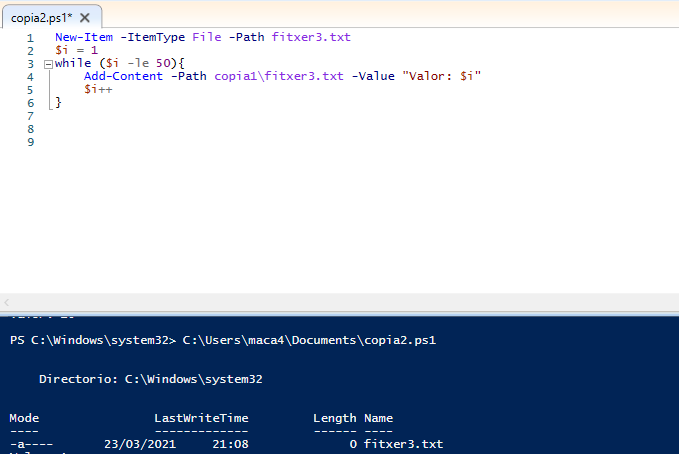 copia2.ps1*
1 New-Item -ItemType File -Path fitxer3.txt
2 $i = 1
3 while ($i -le 50){
4 Add-Content -Path copia1\fitxer3.txt -Value "Valor: $i"
5 $i++
6 }
7
8
9
PS C:\Windows\system32> C:\Users\maca4\Documents\copia2.ps1
Directorio: C:\Windows\system32
Mode LastWriteTime Length Name
---- ------------- ------ ----
-a---- 23/03/2021 21:08 0 fitxer3.txt